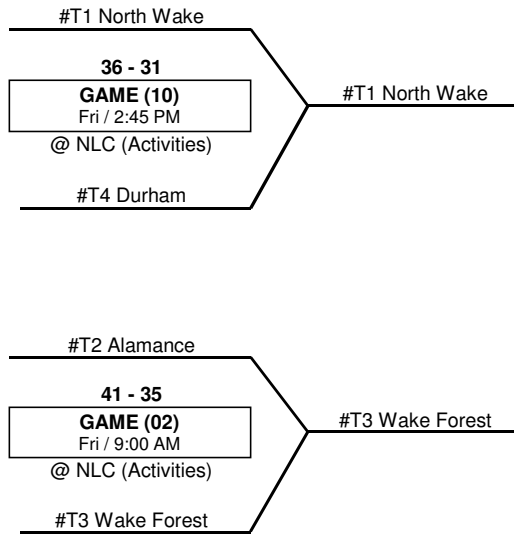 #T1 North Wake
36 - 31
GAME (10)
Fri / 2:45 PM
@ NLC (Activities)
#T1 North Wake
#T4 Durham
#T2 Alamance
41 - 35
GAME (02)
Fri / 9:00 AM
@ NLC (Activities)
#T3 Wake Forest
#T3 Wake Forest